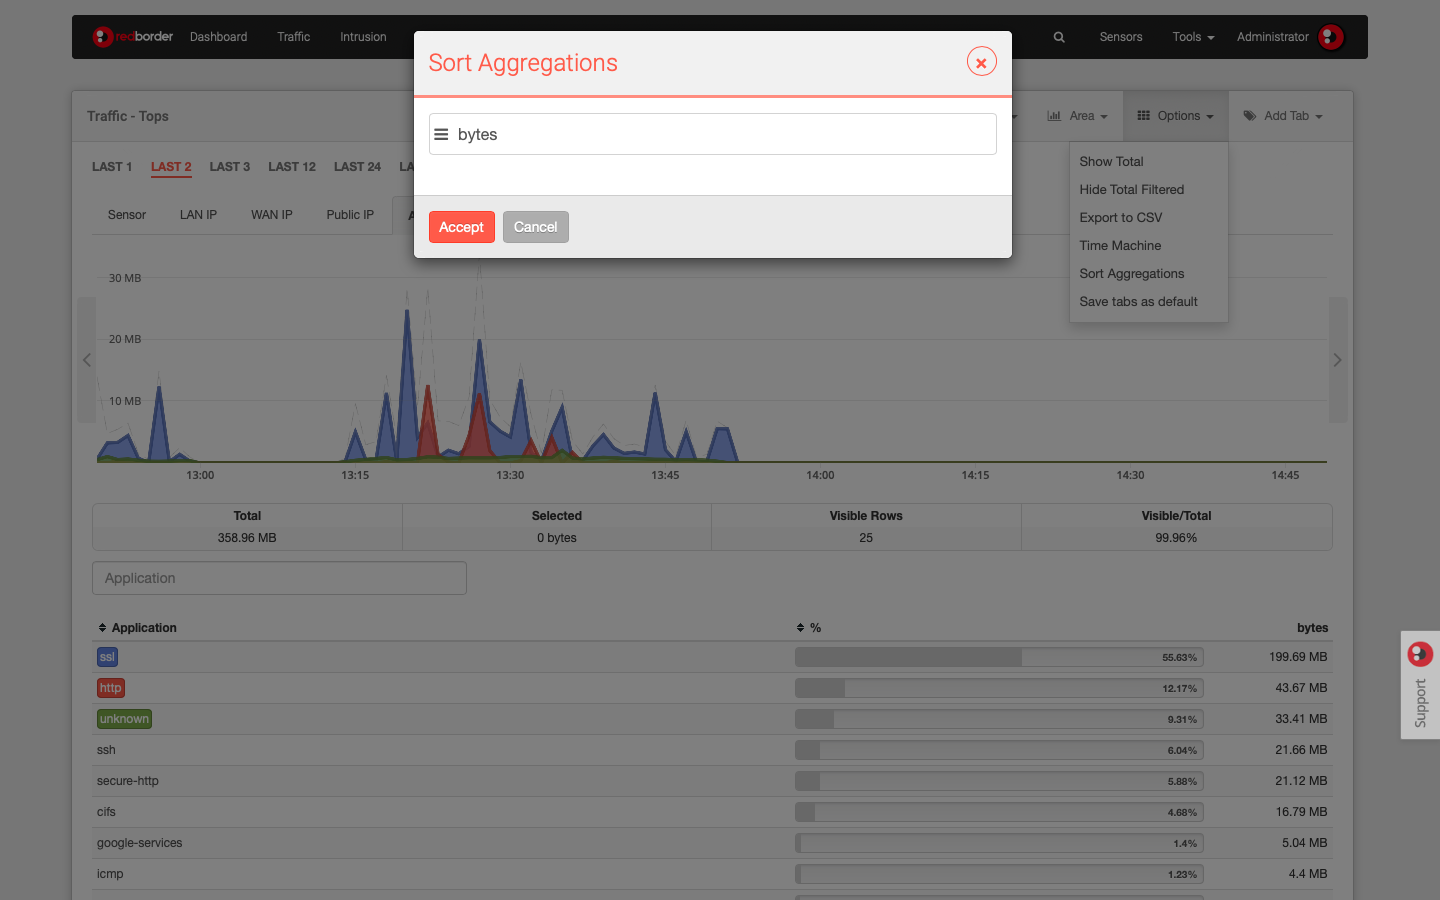 redborder Dashboard Traffic Intrusion Sensors Tools Administrator
Sort Aggregations
bytes
Accept Cancel
Traffic - Tops Area Options Add Tab
LAST 1 LAST 2 LAST 3 LAST 12 LAST 24
Sensor LAN IP WAN IP Public IP
Show Total
Hide Total Filtered
Export to CSV
Time Machine
Sort Aggregations
Save tabs as default
30 MB
20 MB
10 MB
13:00 13:15 13:30 13:45 14:00 14:15 14:30 14:45
Total Selected Visible Rows Visible/Total
358.96 MB 0 bytes 25 99.96%
Application
Application % bytes
ssl 55.63% 199.69 MB
http 12.17% 43.67 MB
unknown 9.31% 33.41 MB
ssh 6.04% 21.66 MB
secure-http 5.88% 21.12 MB
cifs 4.68% 16.79 MB
google-services 1.4% 5.04 MB
icmp 1.23% 4.4 MB
Support